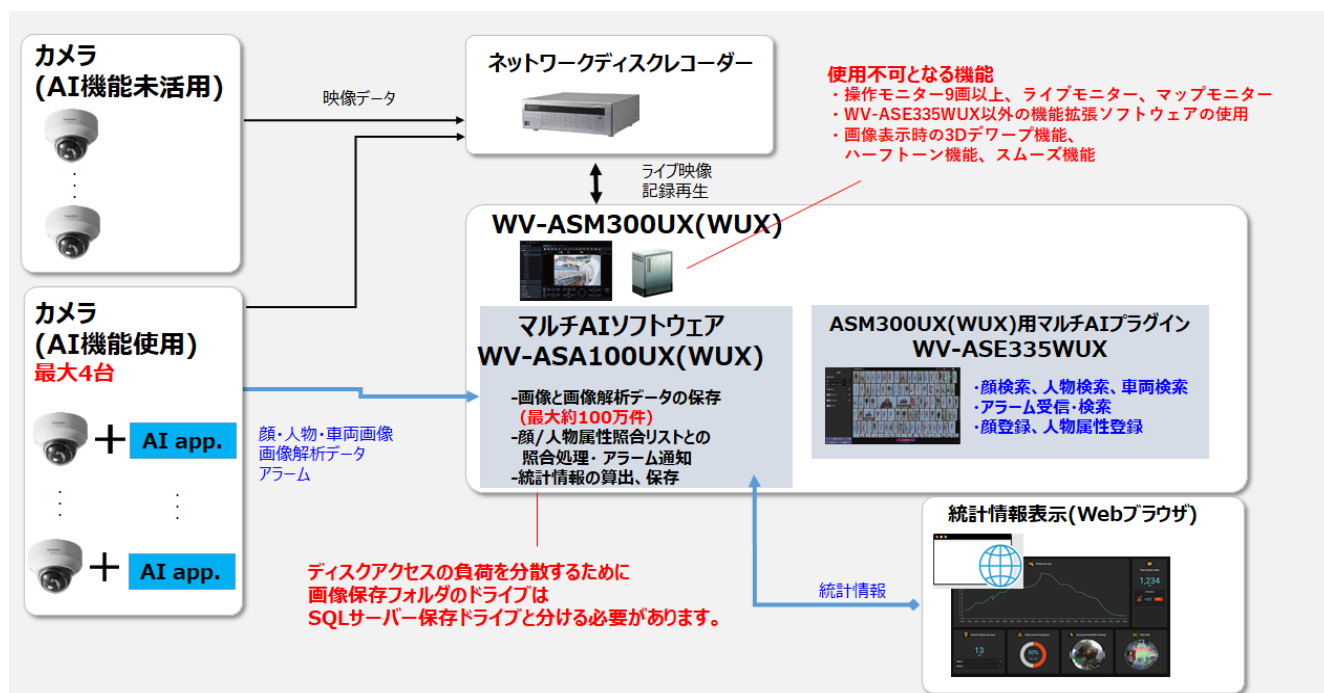 カメラ
(AI機能未活用)
映像データ
ネットワークディスクレコーダー
使用不可となる機能
・操作モニター9画以上、ライブモニター、マップモニター
・WV-ASE335WUX以外の機能拡張ソフトウェアの使用
・画像表示時の3Dデワープ機能、
ハーフトーン機能、スムーズ機能
ライブ映像
記録再生
WV-ASM300UX(WUX)
カメラ
(AI機能使用)
最大4台
AI app.
AI app.
顔・人物・車両画像
画像解析データ
アラーム
マルチAIソフトウェア
WV-ASA100UX(WUX)
-画像と画像解析データの保存
(最大約100万件)
-顔/人物属性照合リストとの
照合処理・アラーム通知
-統計情報の算出、保存
ASM300UX(WUX)用マルチAIプラグイン
WV-ASE335WUX
・顔検索、人物検索、車両検索
・アラーム受信・検索
・顔登録、人物属性登録
ディスクアクセスの負荷を分散するために
画像保存フォルダのドライブは
SQLサーバー保存ドライブと分ける必要があります。
統計情報
統計情報表示(Webブラウザ)
1,234
13
50%